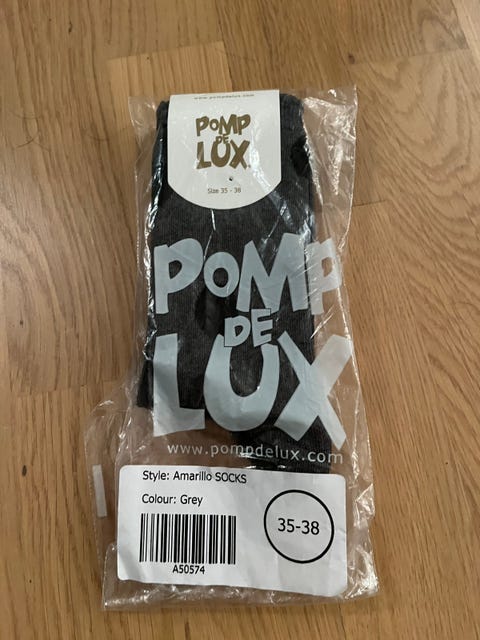 www.pompdelux.com
POMP
DE
LUX
Size 35 - 38
POMP
DE
LUX
www.pompdelux.com
Style: Amarillo SOCKS
Colour: Grey
35-38
A50574